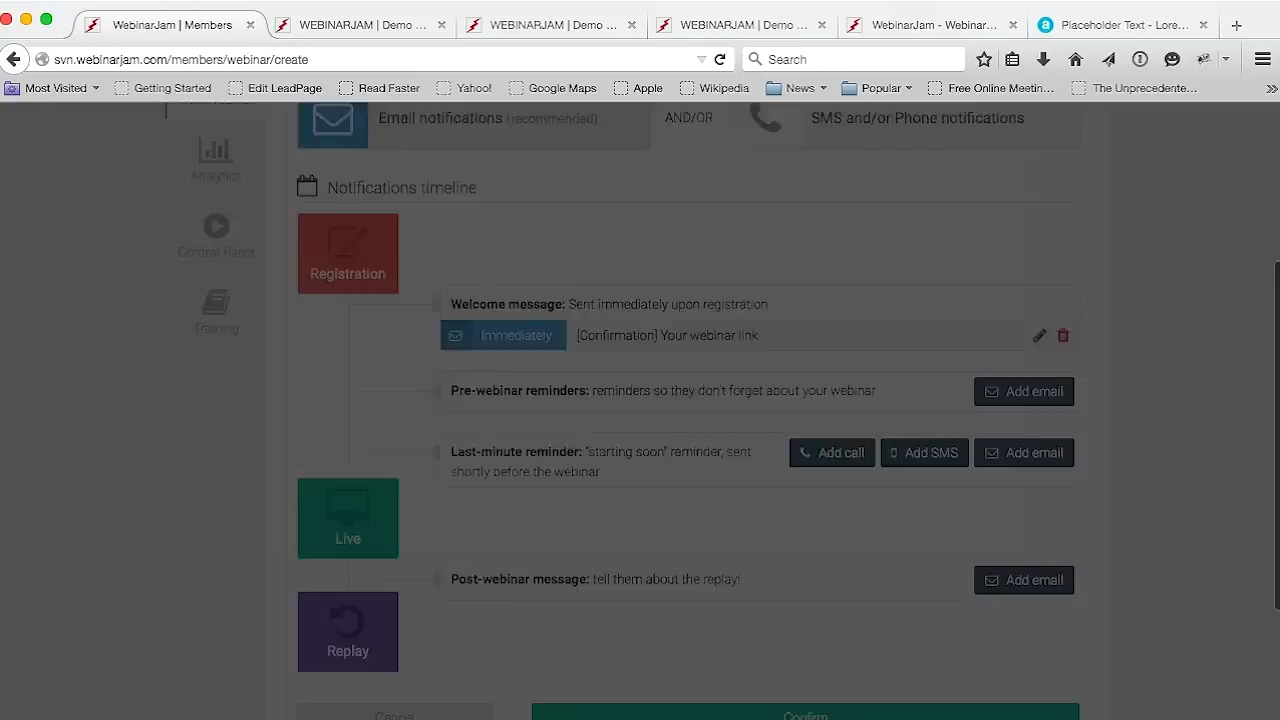 WebinarJam | Members
WEBINARJAM | Demo ...
WEBINARJAM | Demo ...
WEBINARJAM | Demo ...
WebinarJam - Webinar...
Placeholder Text - Lore...
svn.webinarjam.com/members/webinar/create
Search
Most Visited
Getting Started
Edit LeadPage
Read Faster
Yahoo!
Google Maps
Apple
Wikipedia
News
Popular
Free Online Meetin...
The Unprecedente...
Email notifications (recommended)
AND/OR
SMS and/or Phone notifications
Analytics
Control Panel
Training
Notifications timeline
Registration
Welcome message: Sent immediately upon registration
Immediately
[Confirmation] Your webinar link
Pre-webinar reminders: reminders so they don't forget about your webinar
Add email
Last-minute reminder: "starting soon" reminder, sent
shortly before the webinar
Add call
Add SMS
Add email
Live
Post-webinar message: tell them about the replay!
Add email
Replay
Cancel
Confirm